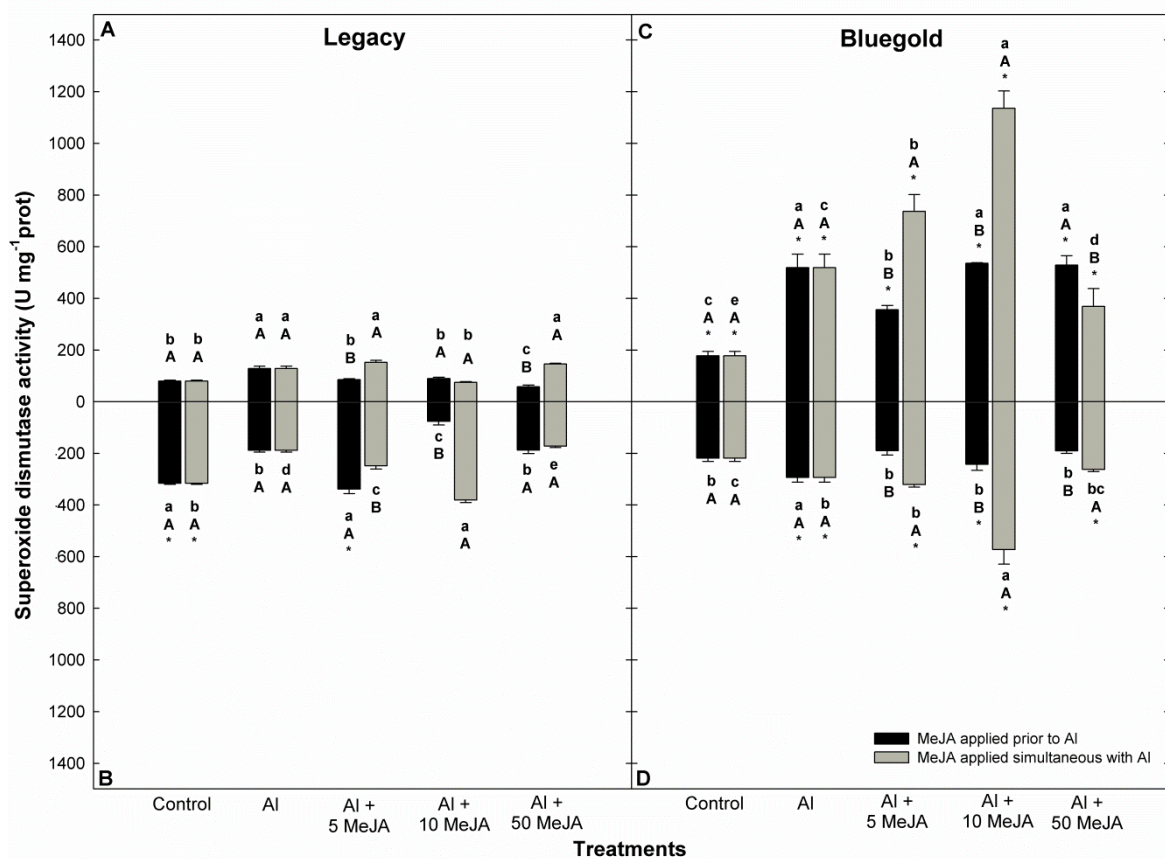 A
Legacy
C
Bluegold
Superoxide dismutase activity (U mg⁻¹prot)
1400
1200
1000
800
600
400
200
0
200
400
600
800
1000
1200
1400
b b
A A
a a
A A
b
B
a
A
b
A
b
A
c
B
a
A
a
A
*
b
A
*
b
A
d
A
a
A
*
c
B
c
B
a
A
b
A
e
A
c
A
*
e
A
*
a
A
*
c
A
*
b
B
*
b
A
*
a
B
*
a
A
*
a
A
*
d
B
*
b
A
c
A
a
A
*
b
A
*
b
B
b
A
*
b
B
*
a
A
*
b
B
bc
A
*
MeJA applied prior to Al
MeJA applied simultaneous with Al
B
D
Control
Al
Al +
5 MeJA
Al +
10 MeJA
Al +
50 MeJA
Control
Al
Al +
5 MeJA
Al +
10 MeJA
Al +
50 MeJA
Treatments